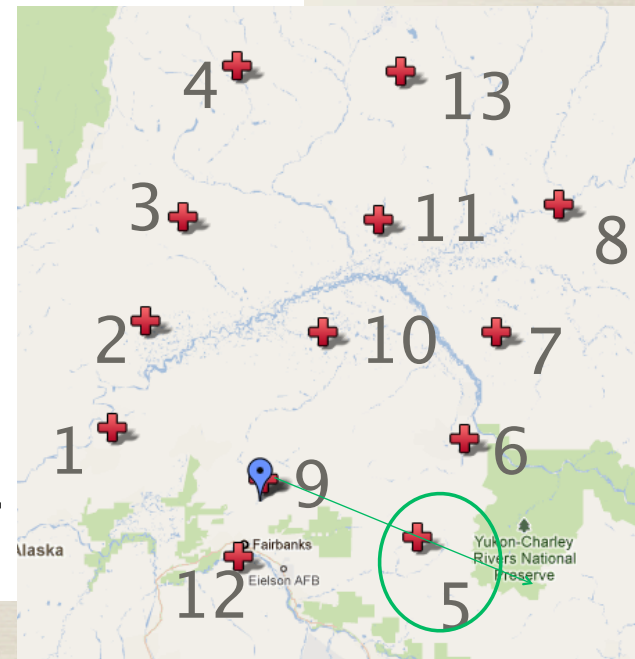 4
13
3
11
8
2
10
7
1
6
9
Yukon-Charley
Rivers National
Preserve
Alaska
Fairbanks
Eielson AFB
12
5